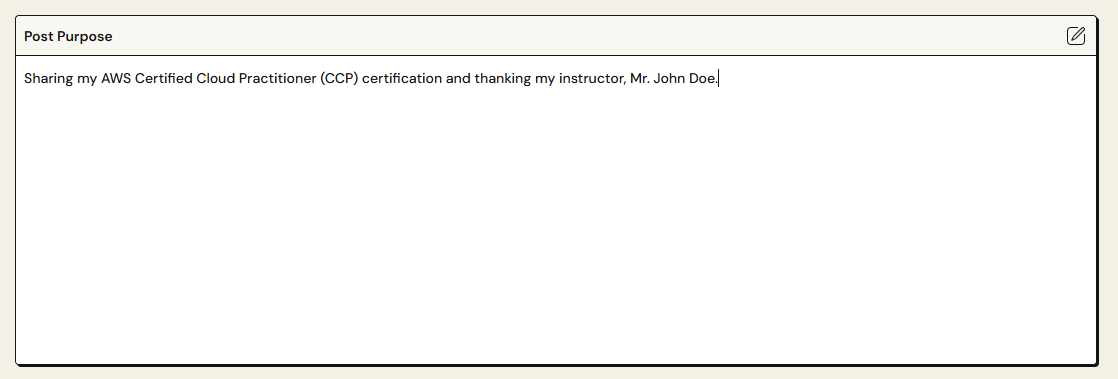 Post Purpose
Sharing my AWS Certified Cloud Practitioner (CCP) certification and thanking my instructor, Mr. John Doe.